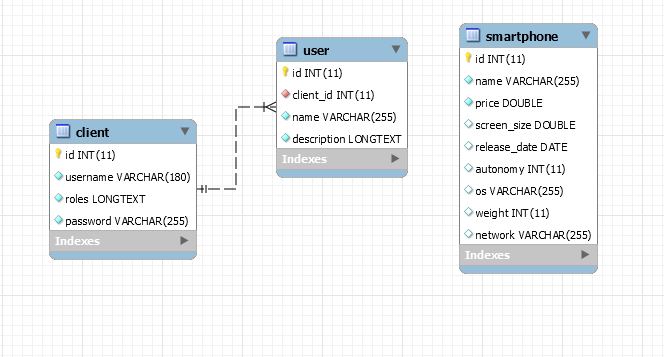 client
id INT(11)
username VARCHAR(180)
roles LONGTEXT
password VARCHAR(255)
Indexes
user
id INT(11)
client_id INT(11)
name VARCHAR(255)
description LONGTEXT
Indexes
smartphone
id INT(11)
name VARCHAR(255)
price DOUBLE
screen_size DOUBLE
release_date DATE
autonomy INT(11)
os VARCHAR(255)
weight INT(11)
network VARCHAR(255)
Indexes